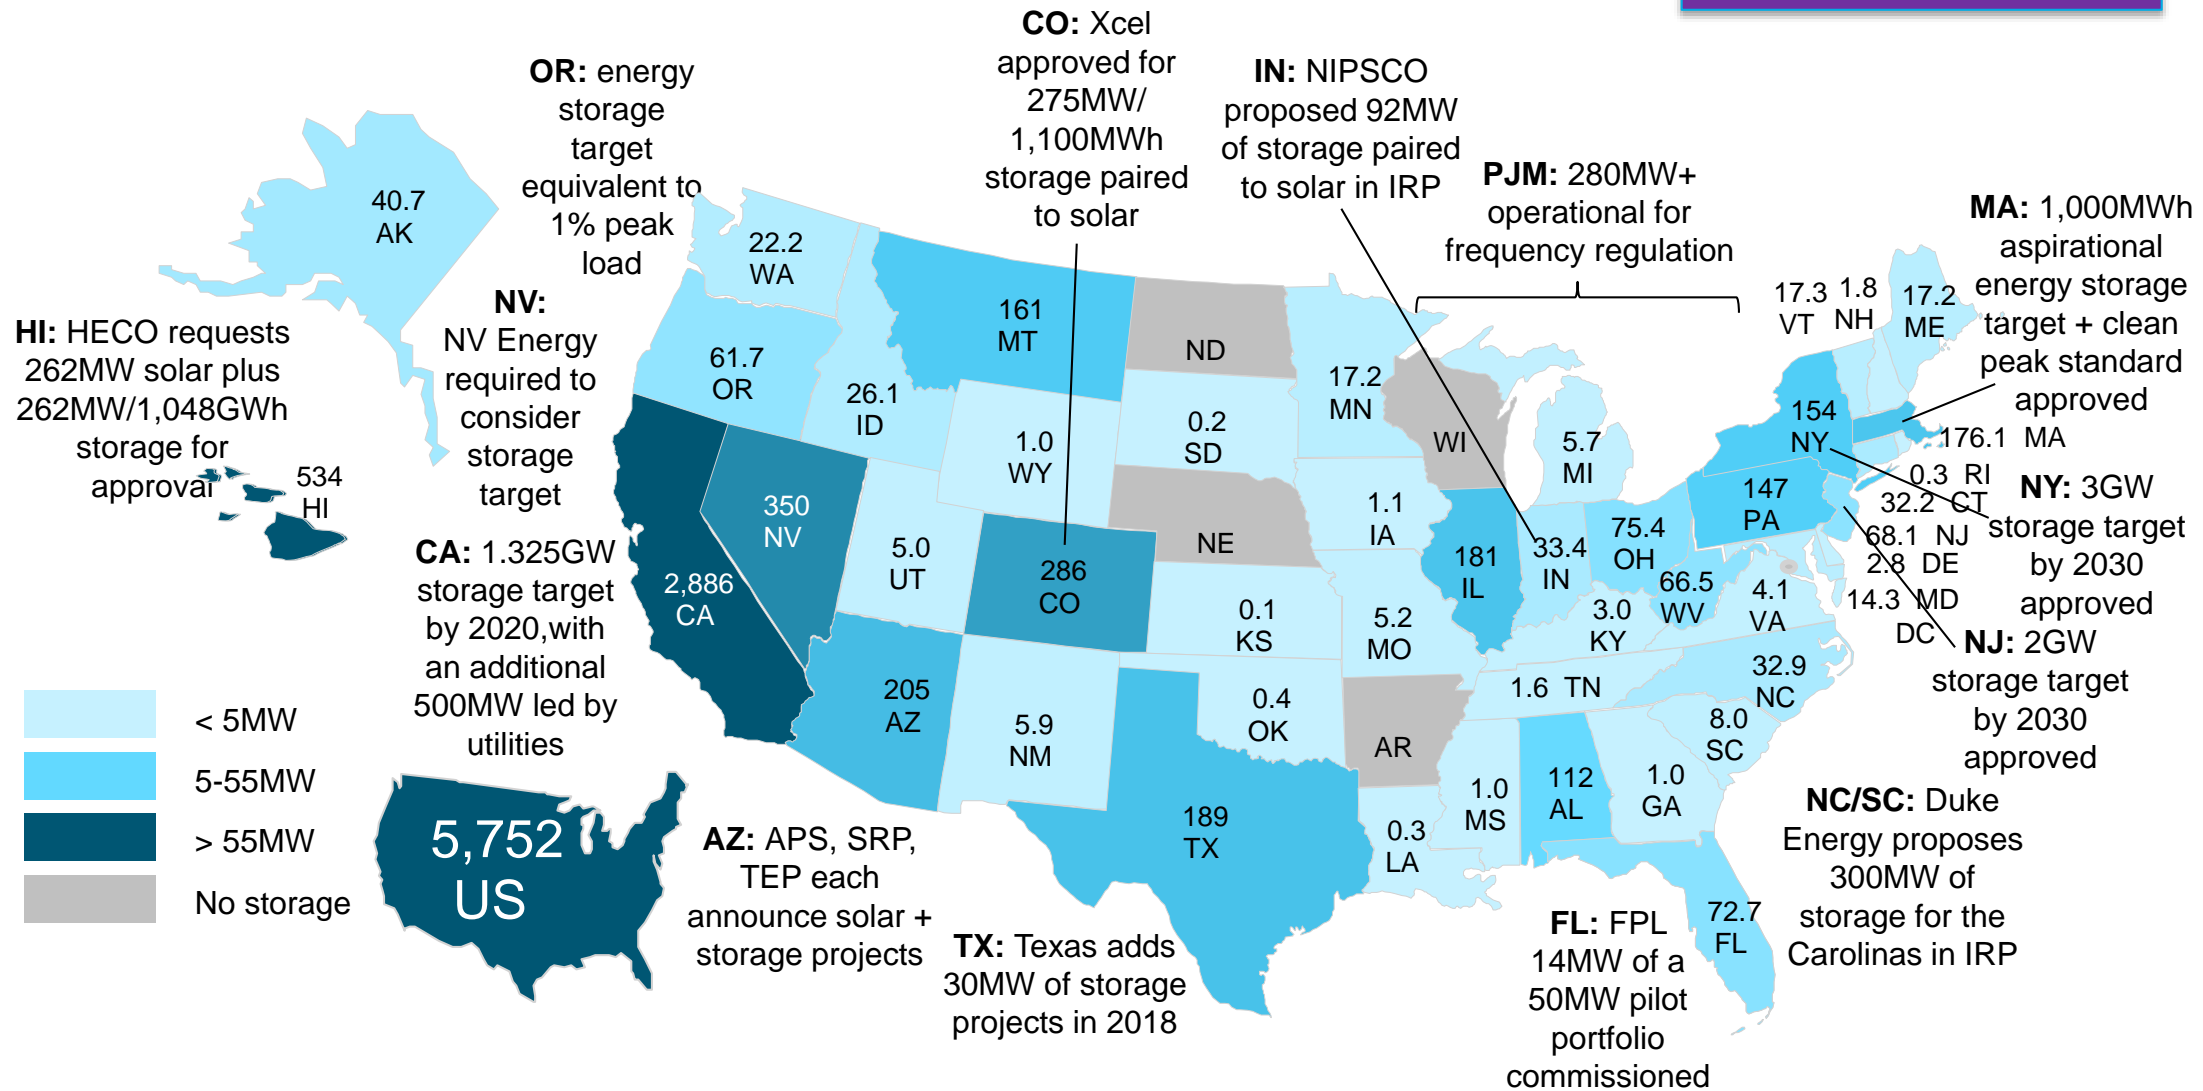 CO: Xcel
approved for
275MW/
1,100MWh
storage paired
to solar
OR: energy
storage
target
equivalent to
1% peak
load
IN: NIPSCO
proposed 92MW
of storage paired
to solar in IRP
PJM: 280MW+
operational for
frequency regulation
MA: 1,000MWh
aspirational
energy storage
target + clean
peak standard
approved
HI: HECO requests
262MW solar plus
262MW/1,048GWh
storage for
approval
NV:
NV Energy
required to
consider
storage
target
CA: 1.325GW
storage target
by 2020,with
an additional
500MW led by
utilities
40.7
AK
534
HI
22.2
WA
61.7
OR
26.1
ID
161
MT
1.0
WY
350
NV
2,886
CA
5.0
UT
286
CO
205
AZ
5.9
NM
ND
0.2
SD
NE
0.1
KS
0.4
OK
189
TX
17.2
MN
1.1
IA
5.2
MO
AR
0.3
LA
WI
181
IL
5.7
MI
33.4
IN
75.4
OH
3.0
KY
1.6 TN
1.0
MS
112
AL
1.0
GA
72.7
FL
8.0
SC
32.9
NC
4.1
VA
66.5
WV
147
PA
154
NY
17.3
VT
1.8
NH
17.2
ME
176.1 MA
0.3 RI
32.2 CT
68.1 NJ
2.8 DE
14.3 MD
DC
NY: 3GW
storage target
by 2030
approved
NJ: 2GW
storage target
by 2030
approved
NC/SC: Duke
Energy proposes
300MW of
storage for the
Carolinas in IRP
FL: FPL
14MW of a
50MW pilot
portfolio
commissioned
TX: Texas adds
30MW of storage
projects in 2018
AZ: APS, SRP,
TEP each
announce solar +
storage projects
5,752
US
< 5MW
5-55MW
> 55MW
No storage